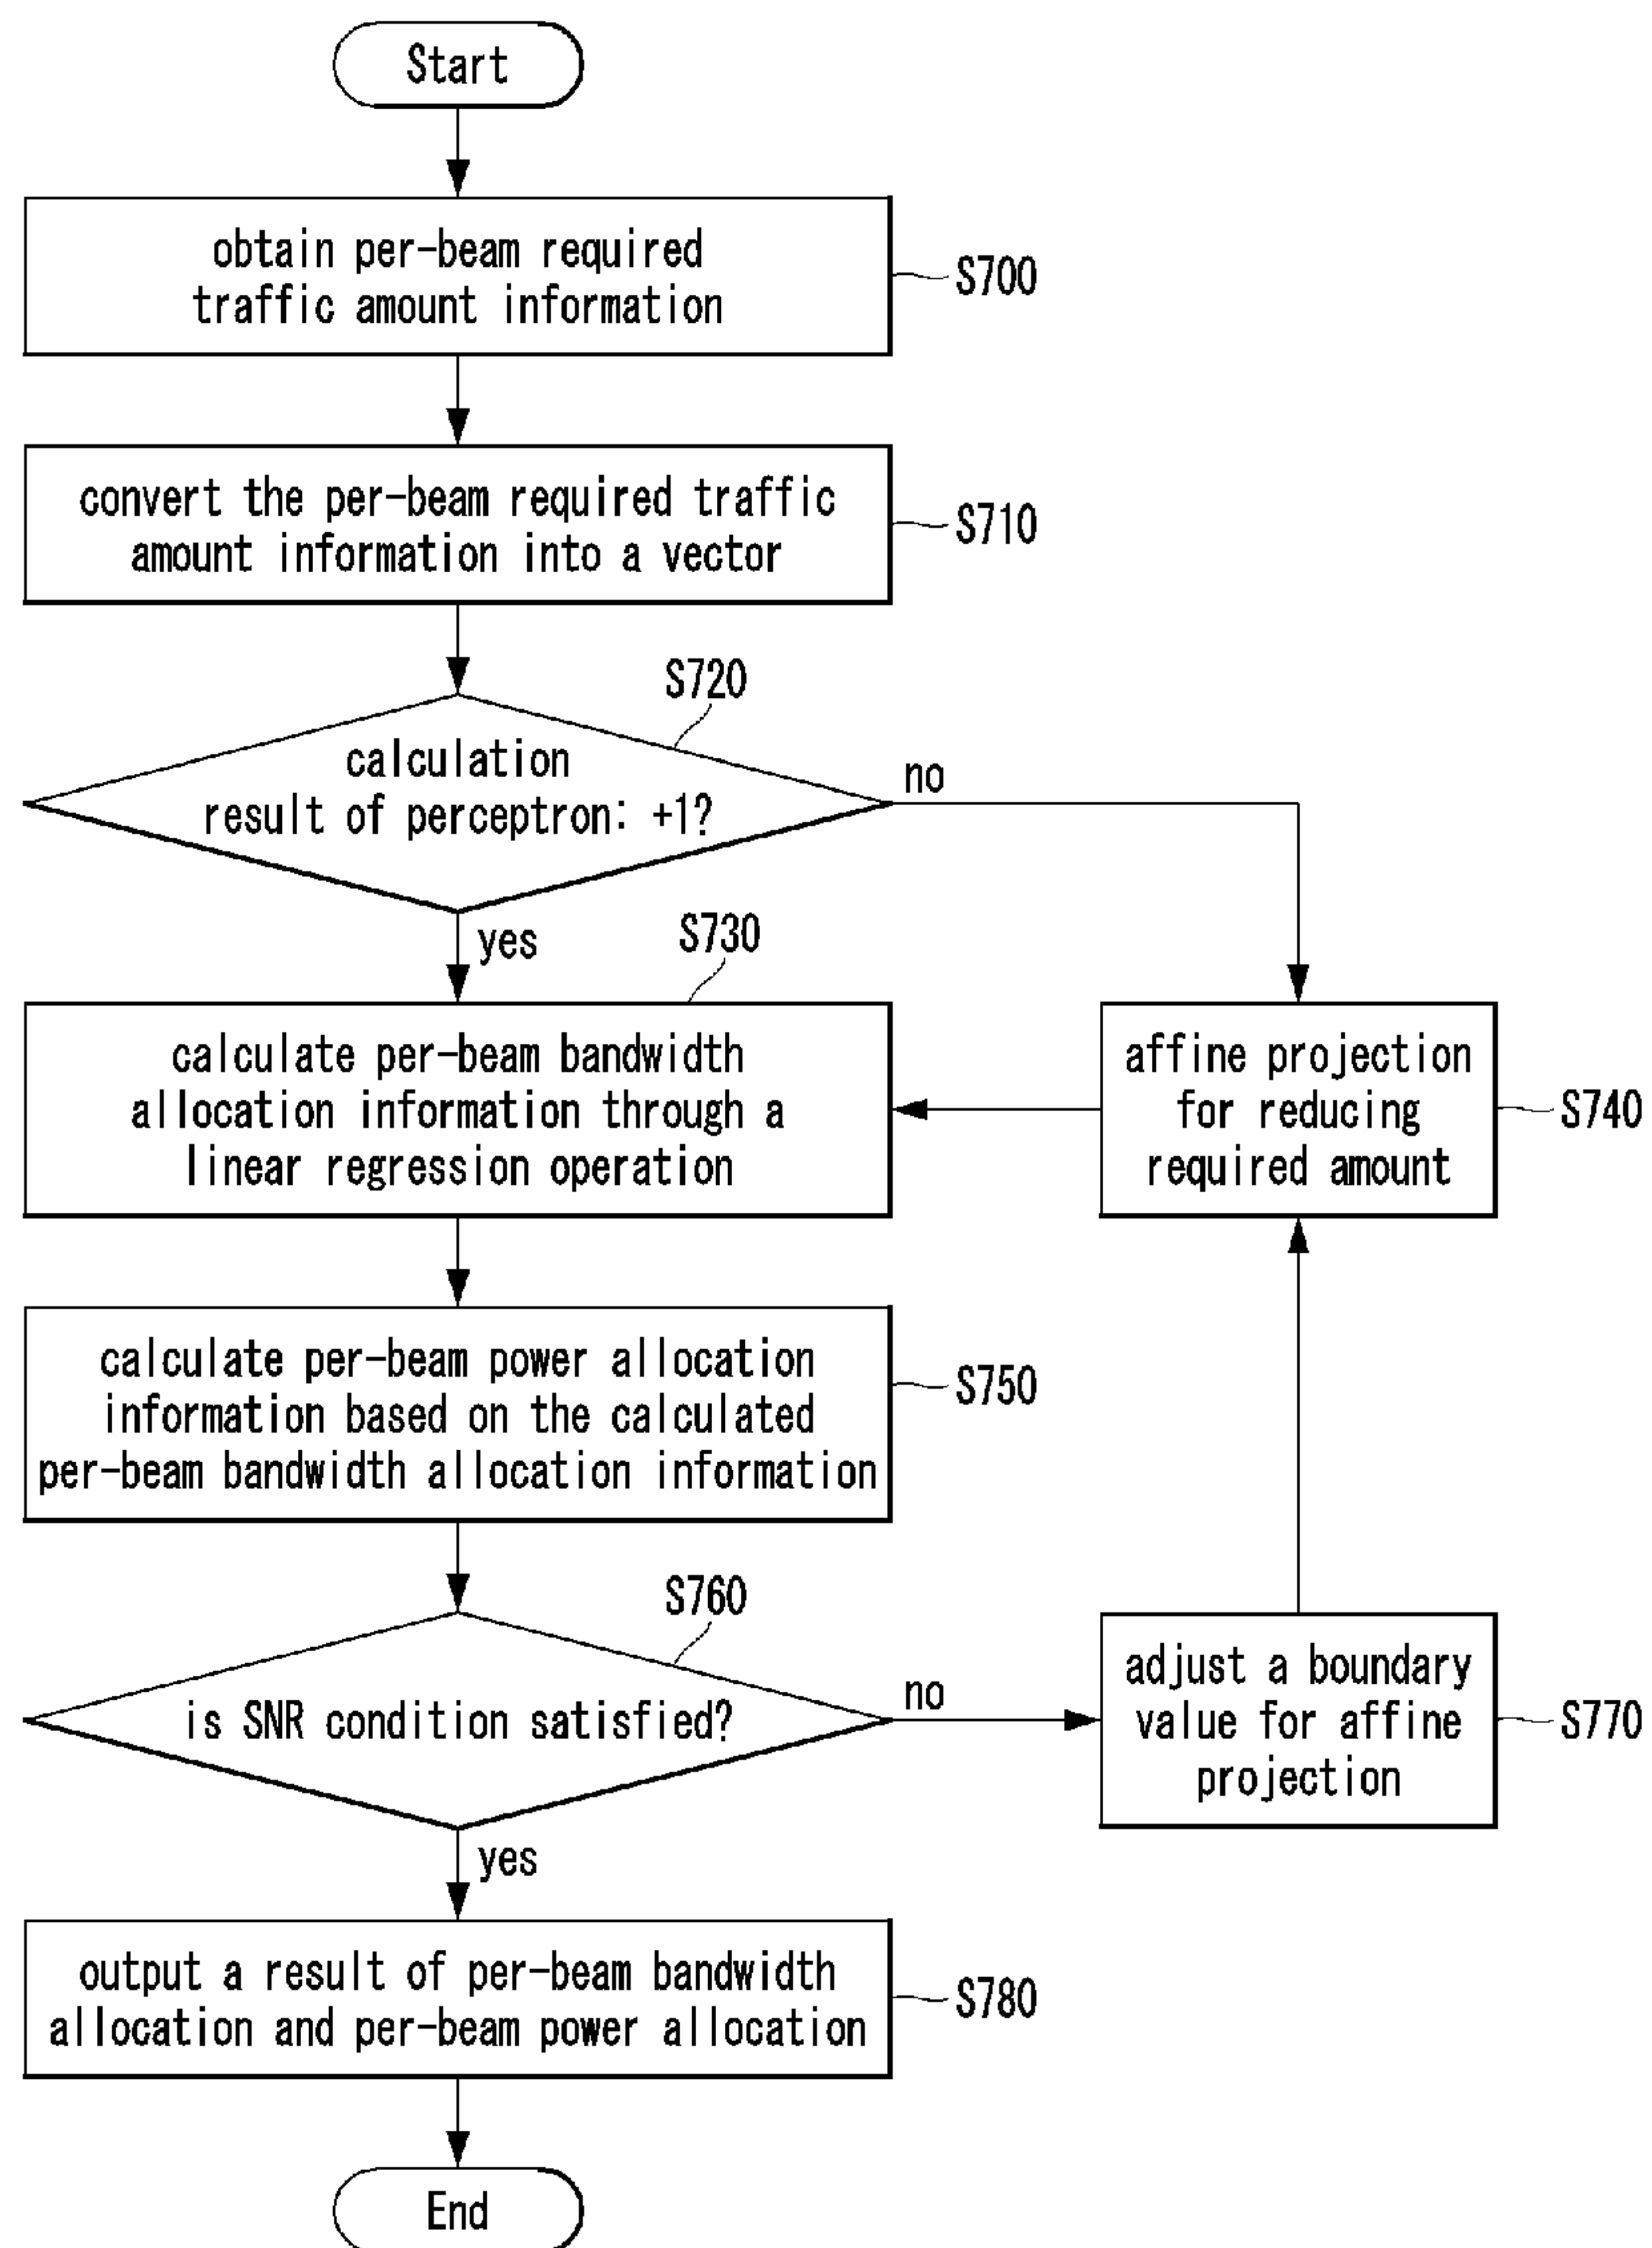 Start
obtain per-beam required
traffic amount information
S700
convert the per-beam required traffic
amount information into a vector
S710
S720
calculation
result of perceptron: +1?
no
yes
S730
calculate per-beam bandwidth
allocation information through a
linear regression operation
affine projection
for reducing
required amount
S740
calculate per-beam power allocation
information based on the calculated
per-beam bandwidth allocation information
S750
S760
is SNR condition satisfied?
no
adjust a boundary
value for affine
projection
S770
yes
output a result of per-beam bandwidth
allocation and per-beam power allocation
S780
End